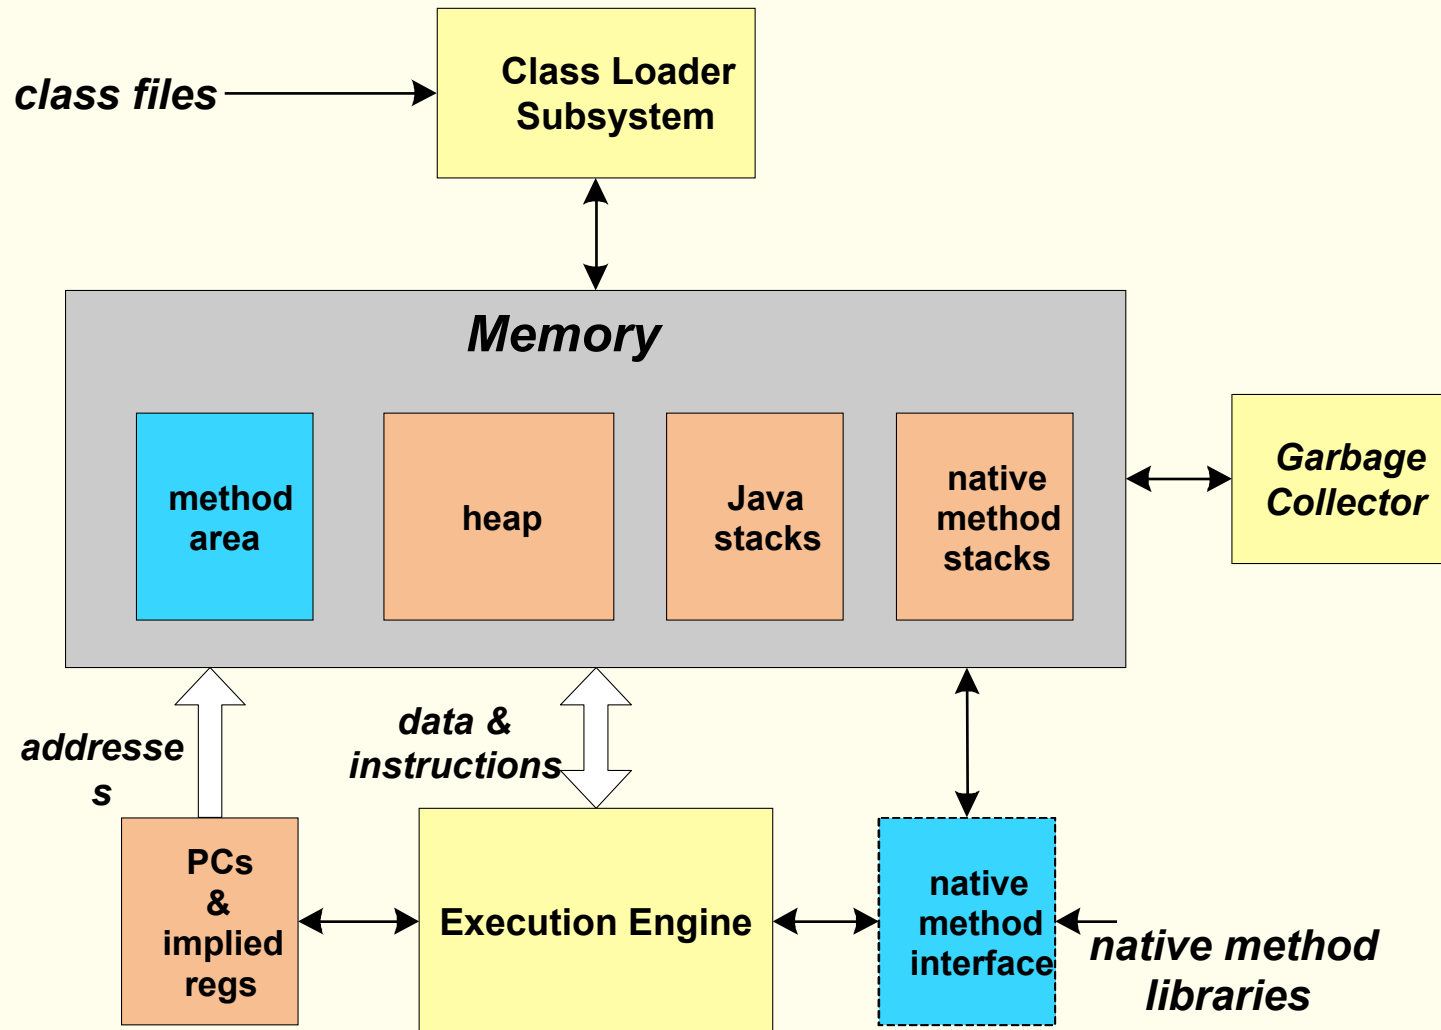 class files
Class Loader
Subsystem
Memory
method
area
heap
Java
stacks
native
method
stacks
Garbage
Collector
addresse
s
data &
instructions
PCs
&
implied
regs
Execution Engine
native
method
interface
native method
libraries